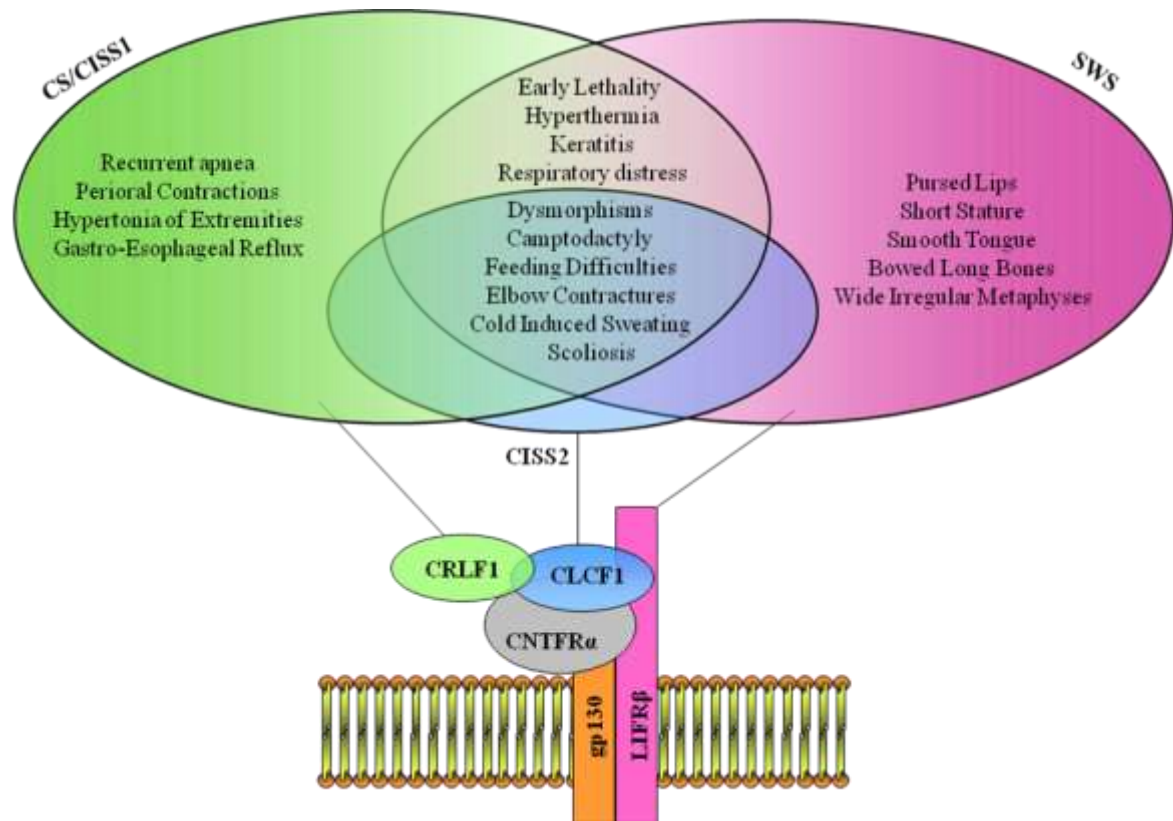 CS/CISS1
SWS
Early Lethality
Hyperthermia
Keratitis
Respiratory distress
Recurrent apnea
Perioral Contractions
Hypertonia of Extremities
Gastro-Esophageal Reflux
Dysmorphisms
Camptodactyly
Feeding Difficulties
Elbow Contractures
Cold Induced Sweating
Scoliosis
Pursed Lips
Short Stature
Smooth Tongue
Bowed Long Bones
Wide Irregular Metaphyses
CISS2
CRLF1
CLCF1
CNTFRα
gp130
LIFRβ